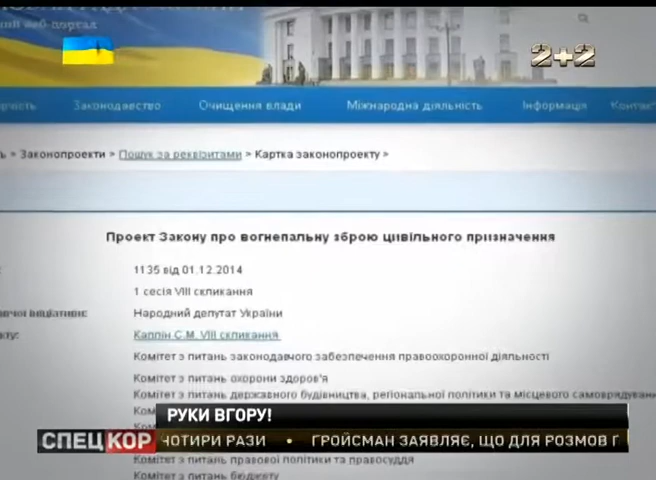 2+2
веб-портал
Законодавство Очищення влади Міжнародна діяльність Інформація
> Законопроекти > Пошук за реквізитами > Картка законопроекту >
Проект Закону про вогнепальну зброю цивільного призначення
1135 від 01.12.2014
1 сесія VIII скликання
Народний депутат України
Каплін С.М. VIII скликання
Комітет з питань законодавчого забезпечення правоохоронної діяльності
Комітет з питань охорони здоров'я
Комітет з питань державного будівництва, регіональної політики та місцевого самоврядуван
РУКИ ВГОРУ!
СПЕЦКОР ЧОТИРИ РАЗИ • ГРОЙСМАН ЗАЯВЛЯЄ, ЩО ДЛЯ РОЗМОВ
Комітет з питань правової політики та правосуддя
Комітет з питань бюджету